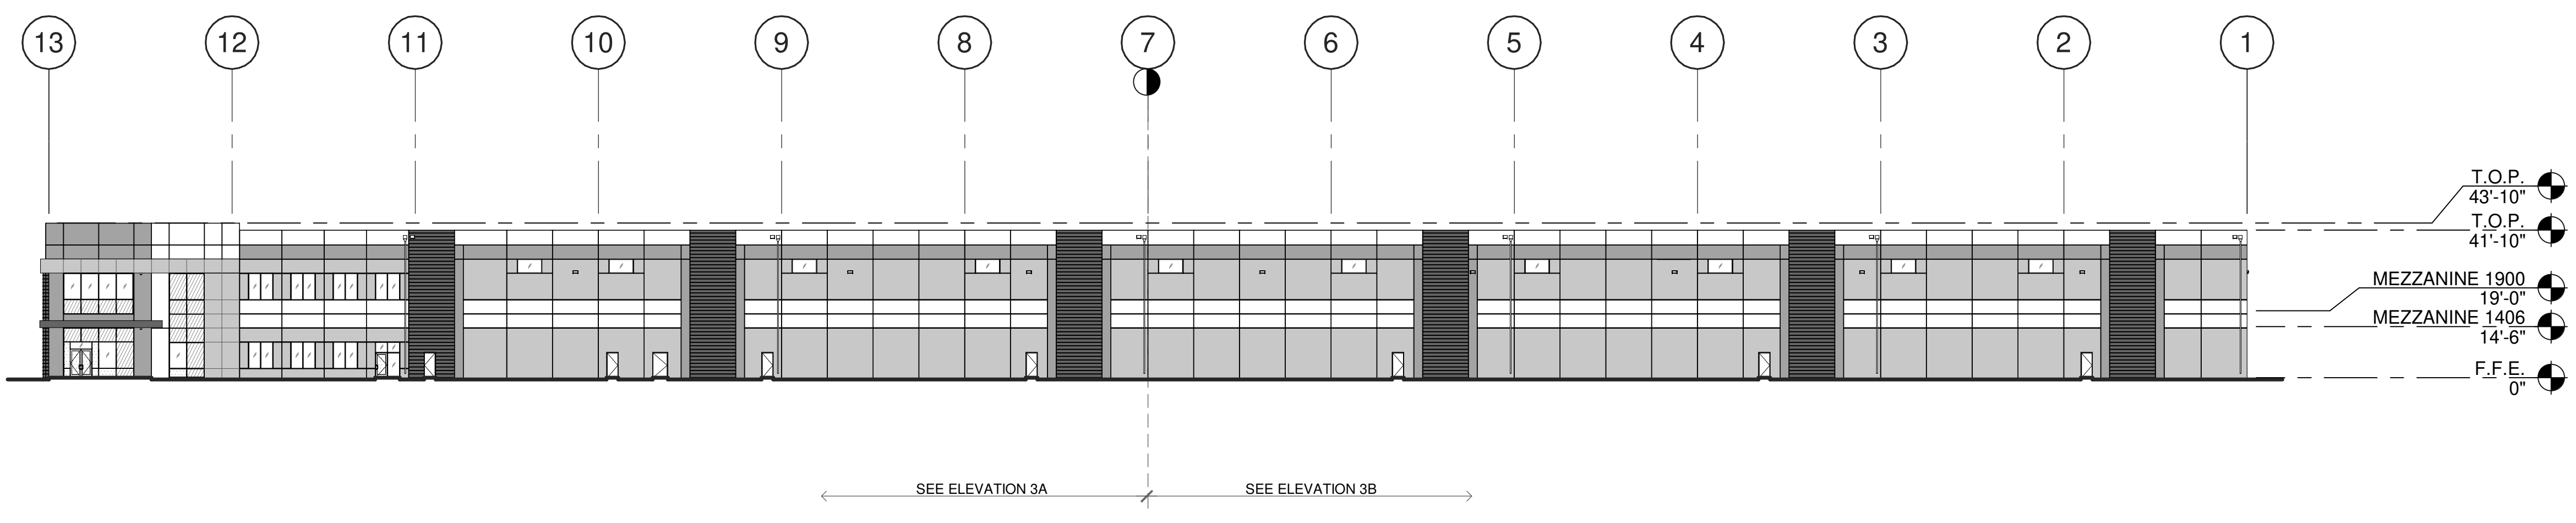 13 12 11 10 9 8 7 6 5 4 3 2 1
T.O.P.
43'-10"
T.O.P.
41'-10"
MEZZANINE 1900
19'-0"
MEZZANINE 1406
14'-6"
F.F.E.
0"
SEE ELEVATION 3A SEE ELEVATION 3B